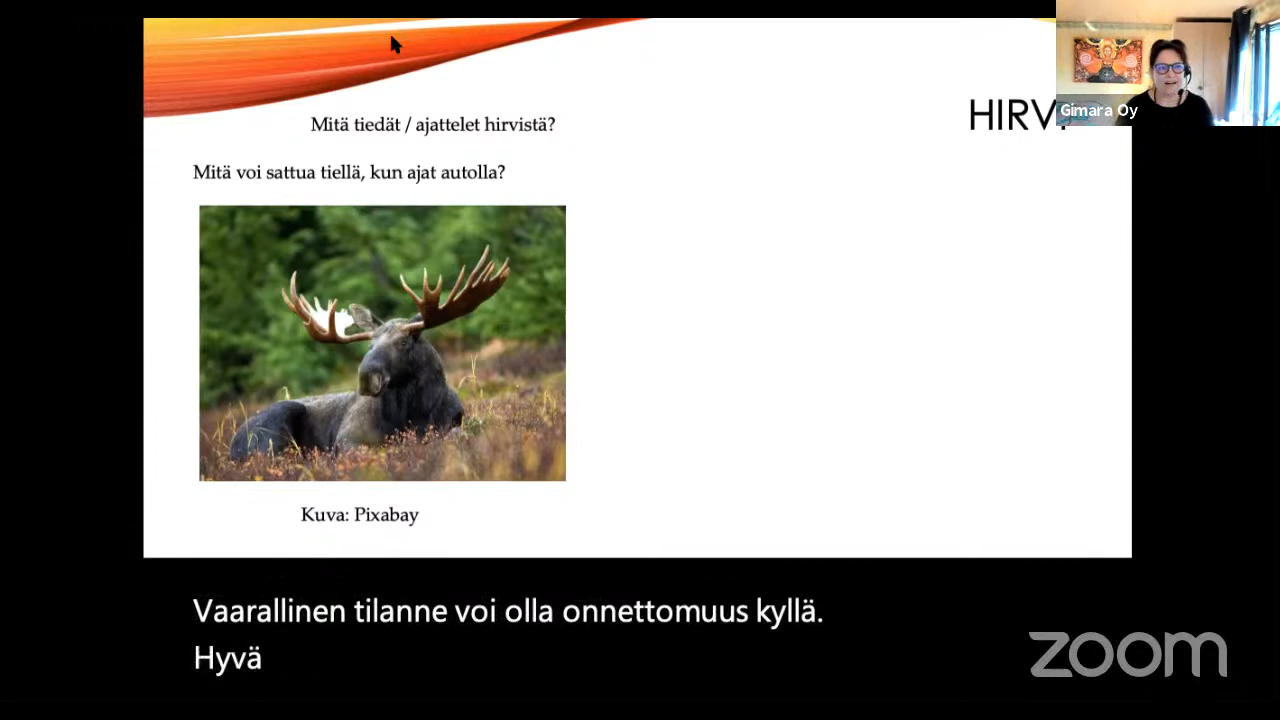 HIRVI
Gimara Oy
Mitä tiedät / ajattelet hirvistä?
Mitä voi sattua tiellä, kun ajat autolla?
Kuva: Pixabay
Vaarallinen tilanne voi olla onnettomuus kyllä.
Hyvä
zoom